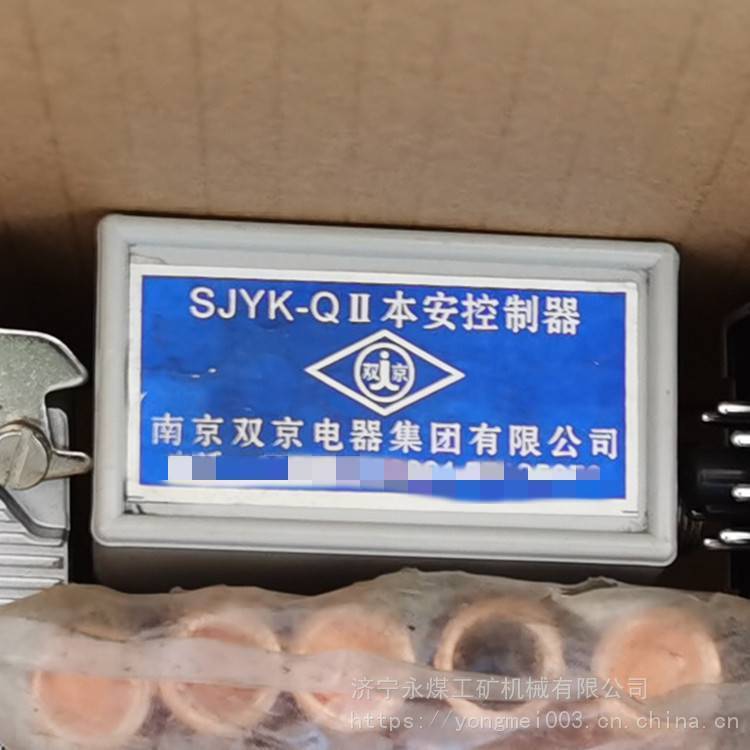 SJYK-QⅡ本安控制器
双京
南京双京电器集团有限公司
济宁永煤工矿机械有限公司
https://yongmei003.cn.china.cn